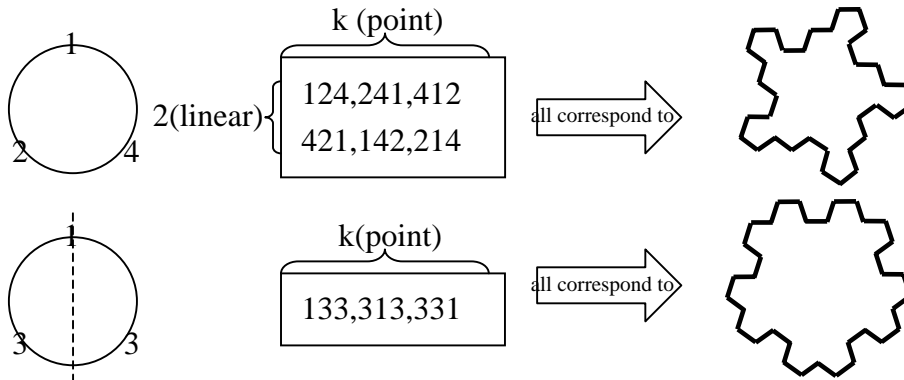 k (point)
1
2 4
2(linear)
124,241,412
421,142,214
all correspond to
k(point)
1
3 3
133,313,331
all correspond to